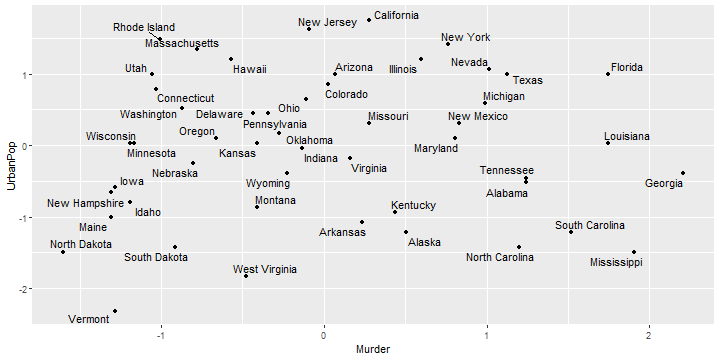 California
New Jersey
Rhode Island
New York
Massachusetts
Utah
Hawaii
Arizona
Illinois
Nevada
Texas
Florida
1
Connecticut
Colorado
Michigan
Washington
Delaware
Ohio
Missouri
New Mexico
Pennsylvania
Oregon
Wisconsin
Oklahoma
Maryland
Louisiana
0
Minnesota
Kansas
Indiana
Virginia
Nebraska
Tennessee
Iowa
Wyoming
Georgia
UrbanPop
Alabama
New Hampshire
Montana
Kentucky
Idaho
-1
Maine
Arkansas
Alaska
South Carolina
North Dakota
South Dakota
North Carolina
Mississippi
West Virginia
-2
Vermont
-1
0
1
2
Murder